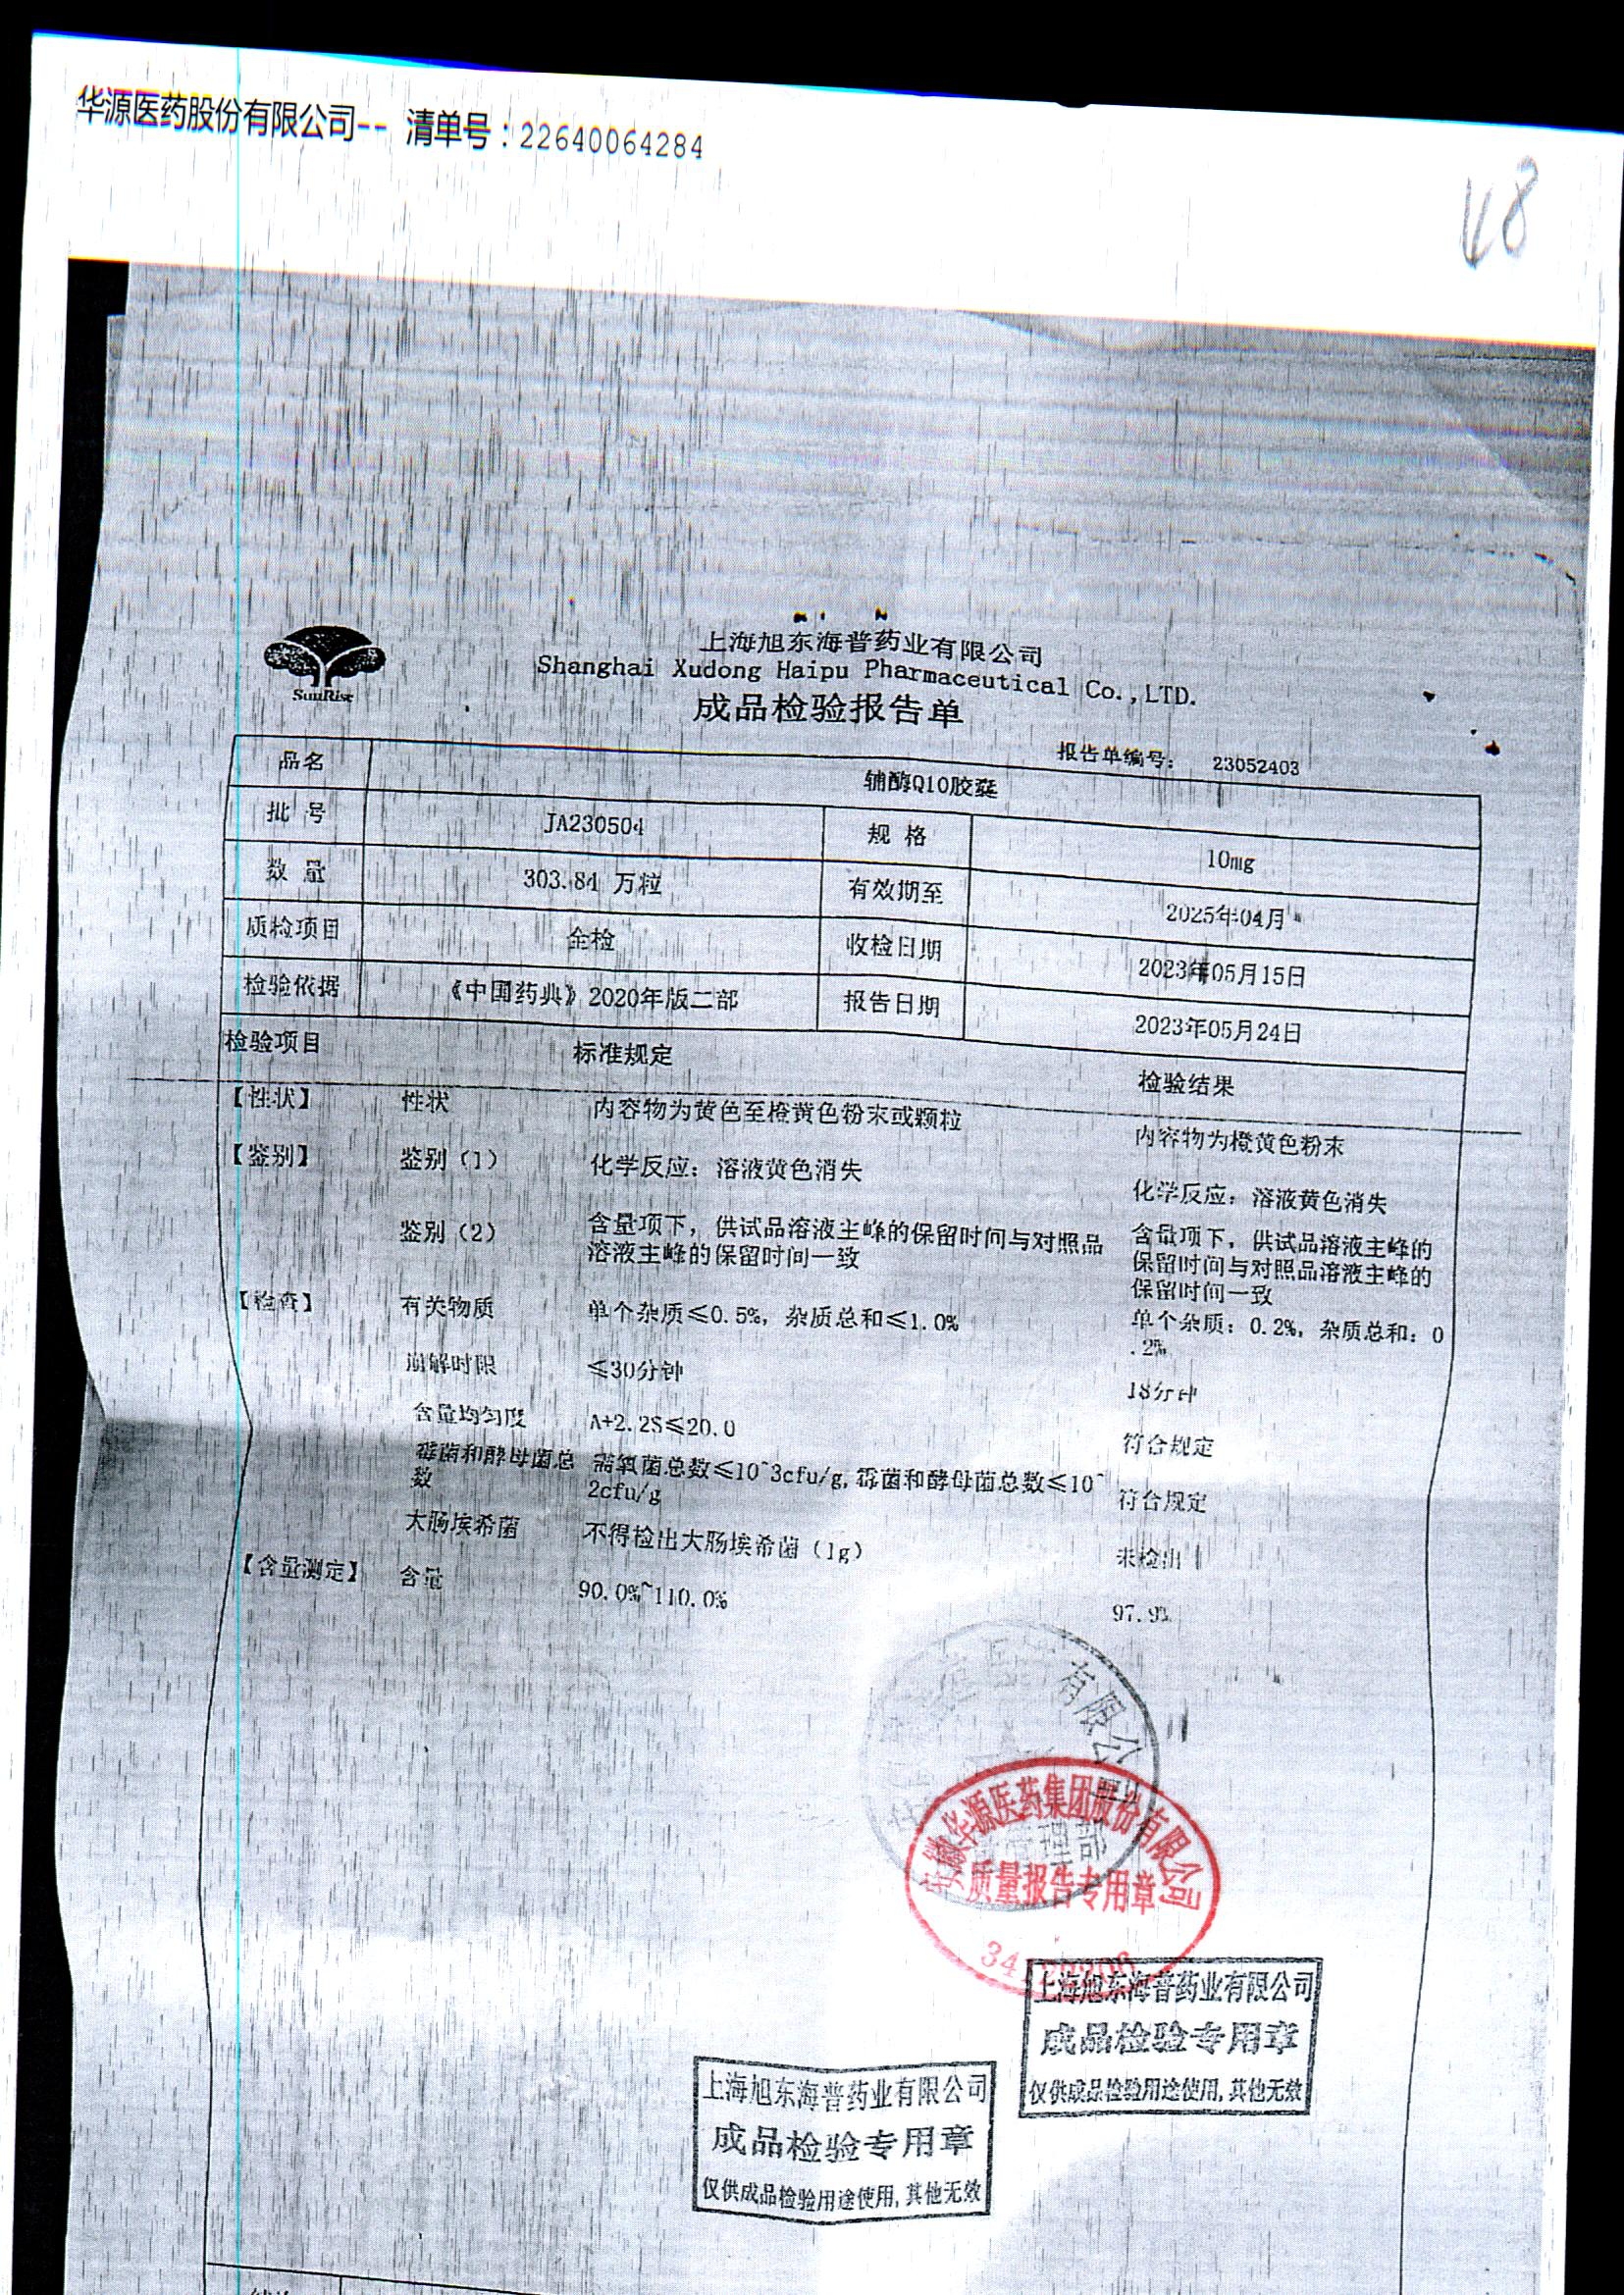 华源医药股份有限公司-- 清单号：22640064284
48
SunRise
上海旭东海普药业有限公司
Shanghai Xudong Haipu Pharmaceutical Co.,LTD.
成品检验报告单
报告单编号： 23052403
品名 辅酶Q10胶囊
批 号 JA230504 规 格 10mg
数 量 303.84 万粒 有效期至 2025年04月
质检项目 全检 收检日期 2023年05月15日
检验依据 《中国药典》2020年版二部 报告日期 2023年05月24日
检验项目 标准规定 检验结果
【性状】 性状 内容物为黄色至橙黄色粉末或颗粒 内容物为橙黄色粉末
【鉴别】 鉴别（1） 化学反应：溶液黄色消失 化学反应：溶液黄色消失
鉴别（2） 含量项下，供试品溶液主峰的保留时间与对照品 含量项下，供试品溶液主峰的
溶液主峰的保留时间一致 保留时间与对照品溶液主峰的
保留时间一致
【检查】 有关物质 单个杂质≤0.5%，杂质总和≤1.0% 单个杂质：0.2%，杂质总和：0
.2%
崩解时限 ≤30分钟 18分钟
含量均匀度 A+2.2S≤20.0 符合规定
霉菌和酵母菌总 需氧菌总数≤10^3cfu/g,霉菌和酵母菌总数≤10^ 符合规定
数 2cfu/g
大肠埃希菌 不得检出大肠埃希菌（1g） 未检出
【含量测定】 含量 90.0%~110.0% 97.9%
有限公司
安徽华源医药集团股份有限公司
质量报告专用章
上海旭东海普药业有限公司
成品检验专用章
仅供成品检验用途使用,其他无效
上海旭东海普药业有限公司
成品检验专用章
仅供成品检验用途使用,其他无效